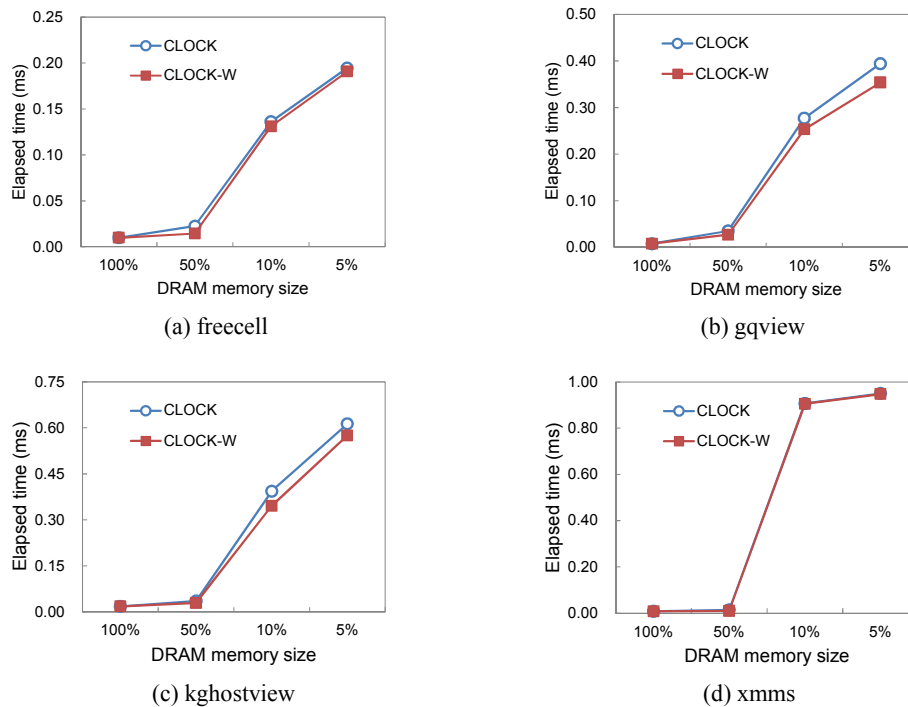 0.25
0.20
0.15
0.10
0.05
0.00
Elapsed time (ms)
CLOCK
CLOCK-W
100% 50% 10% 5%
DRAM memory size
(a) freecell
0.50
0.40
0.30
0.20
0.10
0.00
Elapsed time (ms)
CLOCK
CLOCK-W
100% 50% 10% 5%
DRAM memory size
(b) gqview
0.75
0.60
0.45
0.30
0.15
0.00
Elapsed time (ms)
CLOCK
CLOCK-W
100% 50% 10% 5%
DRAM memory size
(c) kghostview
1.00
0.80
0.60
0.40
0.20
0.00
Elapsed time (ms)
CLOCK
CLOCK-W
100% 50% 10% 5%
DRAM memory size
(d) xmms